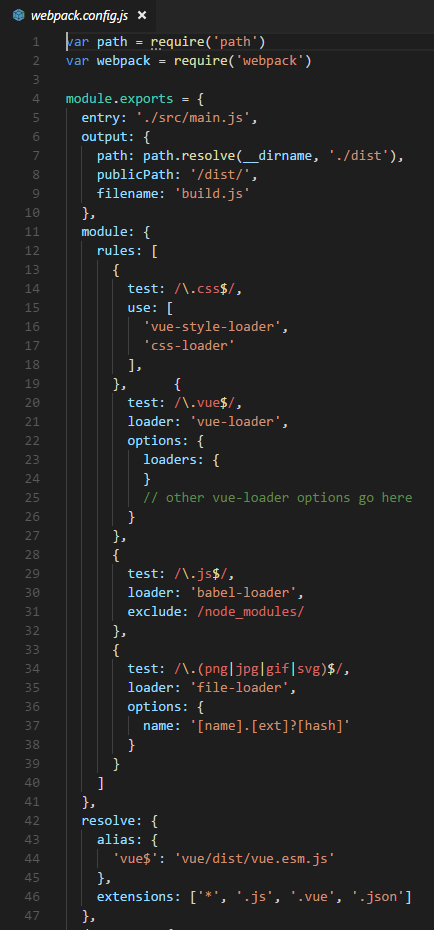 webpack.config.js ×
1 var path = require('path')
2 var webpack = require('webpack')
3
4 module.exports = {
5   entry: './src/main.js',
6   output: {
7     path: path.resolve(__dirname, './dist'),
8     publicPath: '/dist/',
9     filename: 'build.js'
10   },
11   module: {
12     rules: [
13       {
14         test: /\.css$/,
15         use: [
16           'vue-style-loader',
17           'css-loader'
18         ],
19       },      {
20         test: /\.vue$/,
21         loader: 'vue-loader',
22         options: {
23           loaders: {
24           }
25           // other vue-loader options go here
26         }
27       },
28       {
29         test: /\.js$/,
30         loader: 'babel-loader',
31         exclude: /node_modules/
32       },
33       {
34         test: /\.(png|jpg|gif|svg)$/,
35         loader: 'file-loader',
36         options: {
37           name: '[name].[ext]?[hash]'
38         }
39       }
40     ]
41   },
42   resolve: {
43     alias: {
44       'vue$': 'vue/dist/vue.esm.js'
45     },
46     extensions: ['*', '.js', '.vue', '.json']
47   },